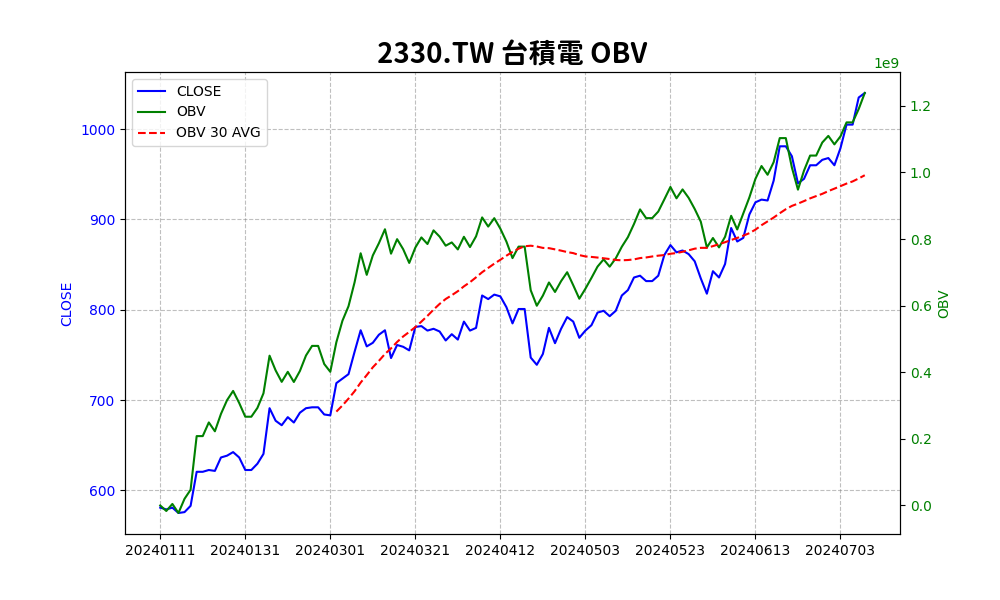 2330.TW 台積電 OBV
1e9
CLOSE
OBV
OBV 30 AVG
1000
900
800
700
600
CLOSE
1.2
1.0
0.8
0.6
0.4
0.2
0.0
OBV
20240111 20240131 20240301 20240321 20240412 20240503 20240523 20240613 20240703